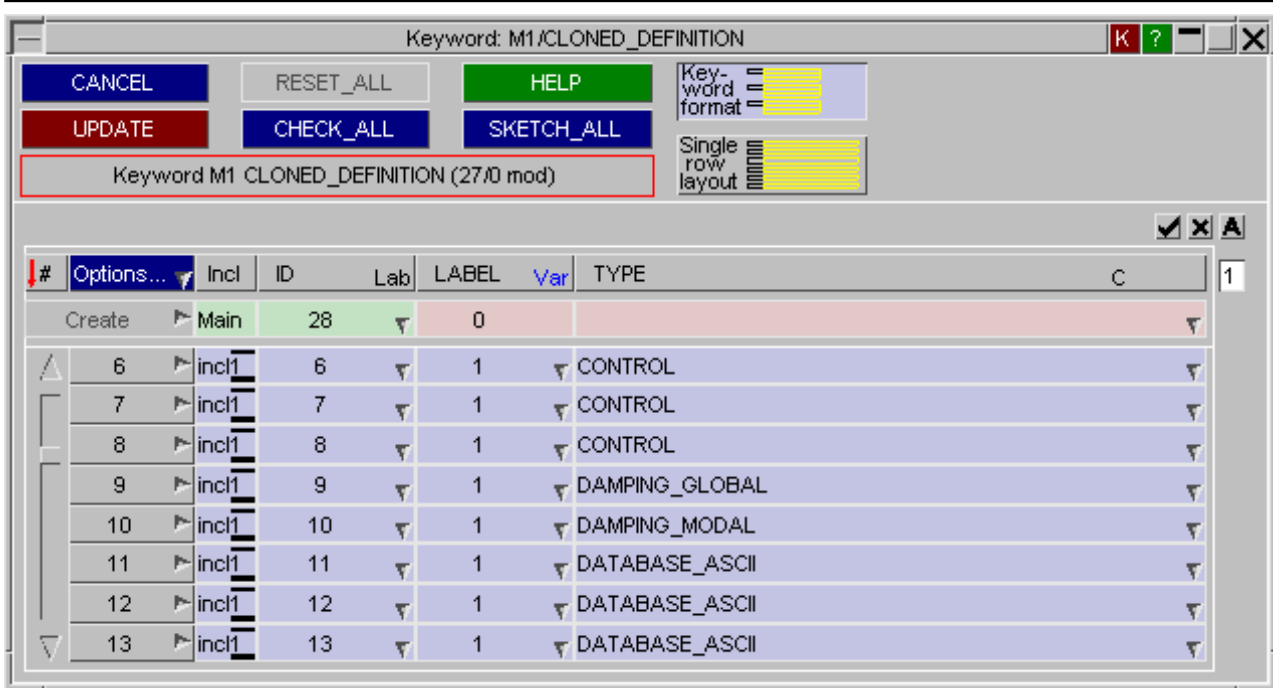 Keyword: M1/CLONED_DEFINITION K ?
CANCEL RESET_ALL HELP
Key-
word
format
UPDATE CHECK_ALL SKETCH_ALL
Single
row
layout
Keyword M1 CLONED_DEFINITION (27/0 mod)
A
# Options... Incl ID Lab LABEL Var TYPE C 1
Create Main 28 0
6 incl1 6 1 CONTROL
7 incl1 7 1 CONTROL
8 incl1 8 1 CONTROL
9 incl1 9 1 DAMPING_GLOBAL
10 incl1 10 1 DAMPING_MODAL
11 incl1 11 1 DATABASE_ASCII
12 incl1 12 1 DATABASE_ASCII
13 incl1 13 1 DATABASE_ASCII